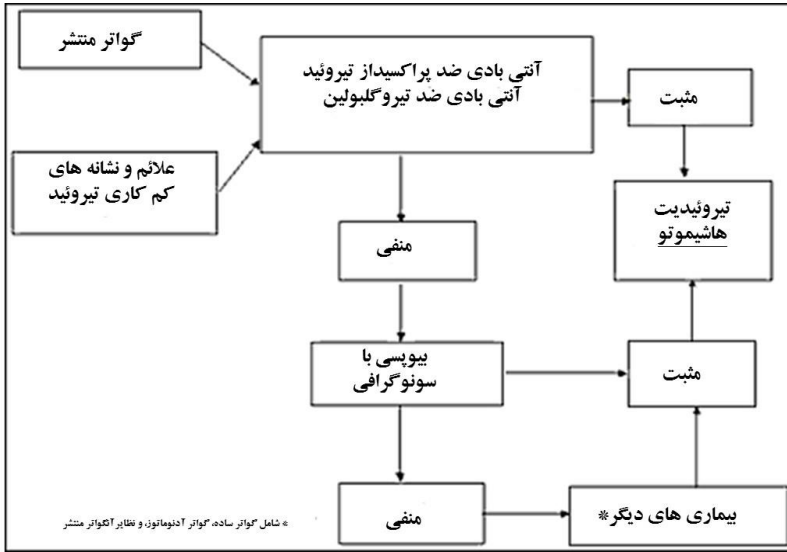 گواتر منتشر
آنتی بادی ضد پراکسیداز تیروئید
آنتی بادی ضد تیروگلبولین
مثبت
علائم و نشانه های
کم کاری تیروئید
تیروئیدیت
هاشیموتو
منفی
بیوپسی با
سونوگرافی
مثبت
منفی
بیماری های دیگر*
* شامل گواتر ساده، گواتر آدنوماتوز، و نظایر آنگواتر منتشر